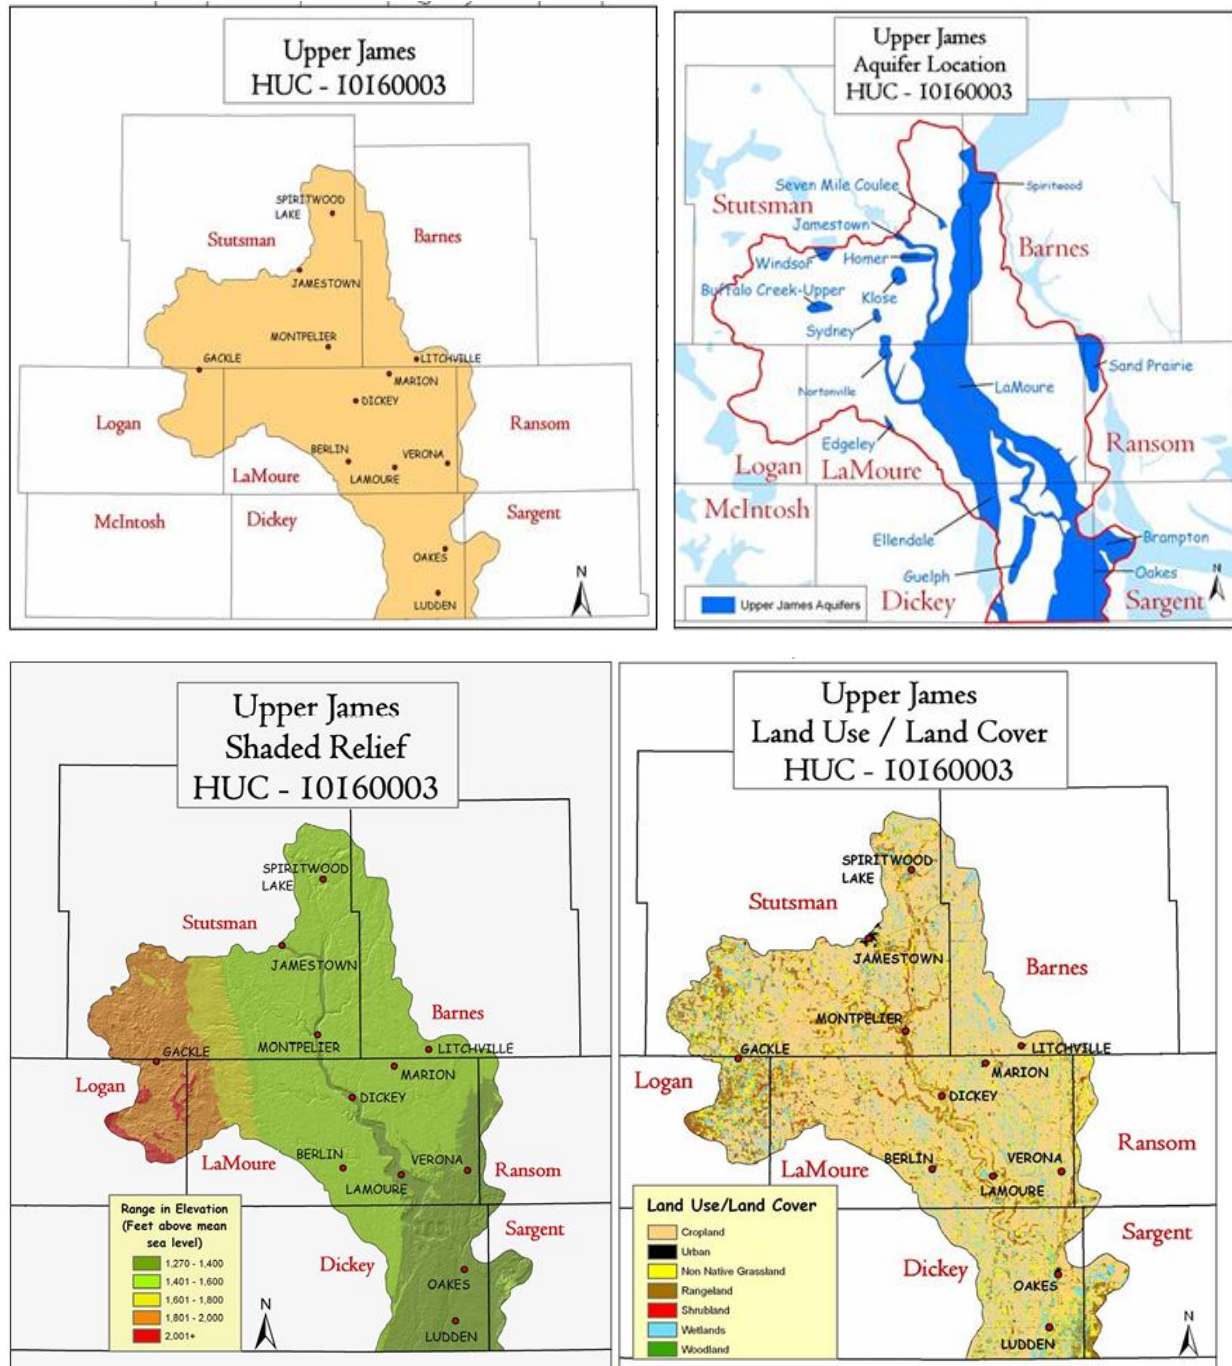 Upper James
HUC - 10160003
SPIRITWOOD
LAKE
Stutsman
Barnes
JAMESTOWN
MONTPELIER
GACKLE
LITCHVILLE
MARION
DICKEY
Logan
Ransom
BERLIN
VERONA
LAMOURE
LaMoure
McIntosh
Dickey
Sargent
OAKES
LUDDEN
N
Upper James
Aquifer Location
HUC - 10160003
Seven Mile Coulee
Spiritwood
Stutsman
Jamestown
Barnes
Windsor
Homer
Buffalo Creek-Upper
Klose
Sydney
Sand Prairie
Nortonville
LaMoure
Edgeley
Ransom
Logan
LaMoure
McIntosh
Ellendale
Brampton
Guelph
Oakes
Dickey
Sargent
N
Upper James Aquifers
Upper James
Shaded Relief
HUC - 10160003
SPIRITWOOD
LAKE
Stutsman
JAMESTOWN
Barnes
MONTPELIER
LITCHVILLE
GACKLE
MARION
Logan
DICKEY
BERLIN
VERONA
LaMoure
LAMOURE
Ransom
Sargent
Dickey
OAKES
LUDDEN
N
Range in Elevation
(Feet above mean
sea level)
1,270 - 1,400
1,401 - 1,600
1,601 - 1,800
1,801 - 2,000
2,001+
Upper James
Land Use / Land Cover
HUC - 10160003
SPIRITWOOD
LAKE
Stutsman
JAMESTOWN
Barnes
MONTPELIER
GACKLE
LITCHVILLE
MARION
Logan
DICKEY
Ransom
BERLIN
VERONA
LaMoure
LAMOURE
Sargent
Dickey
OAKES
LUDDEN
N
Land Use/Land Cover
Cropland
Urban
Non Native Grassland
Rangeland
Shrubland
Wetlands
Woodland